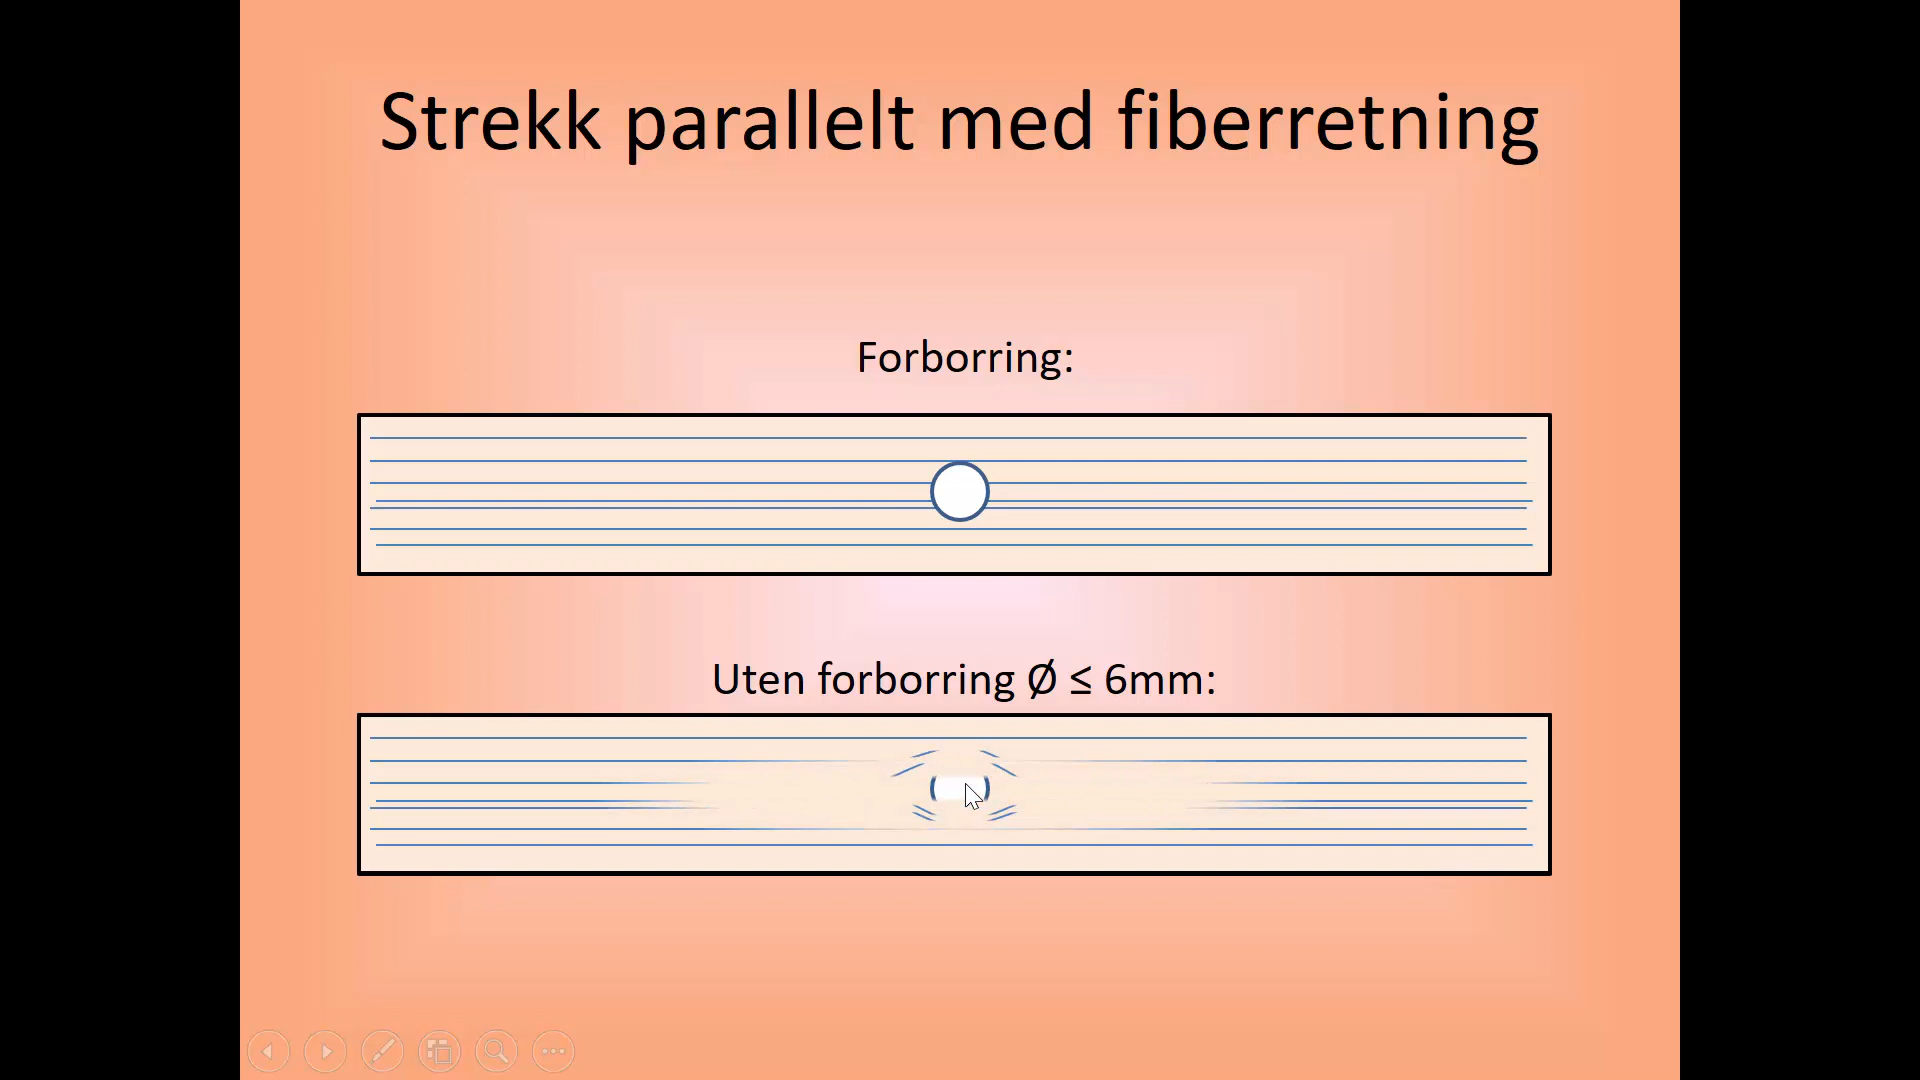 Strekk parallelt med fiberretning
Forborring:
Uten forborring Ø ≤ 6mm: